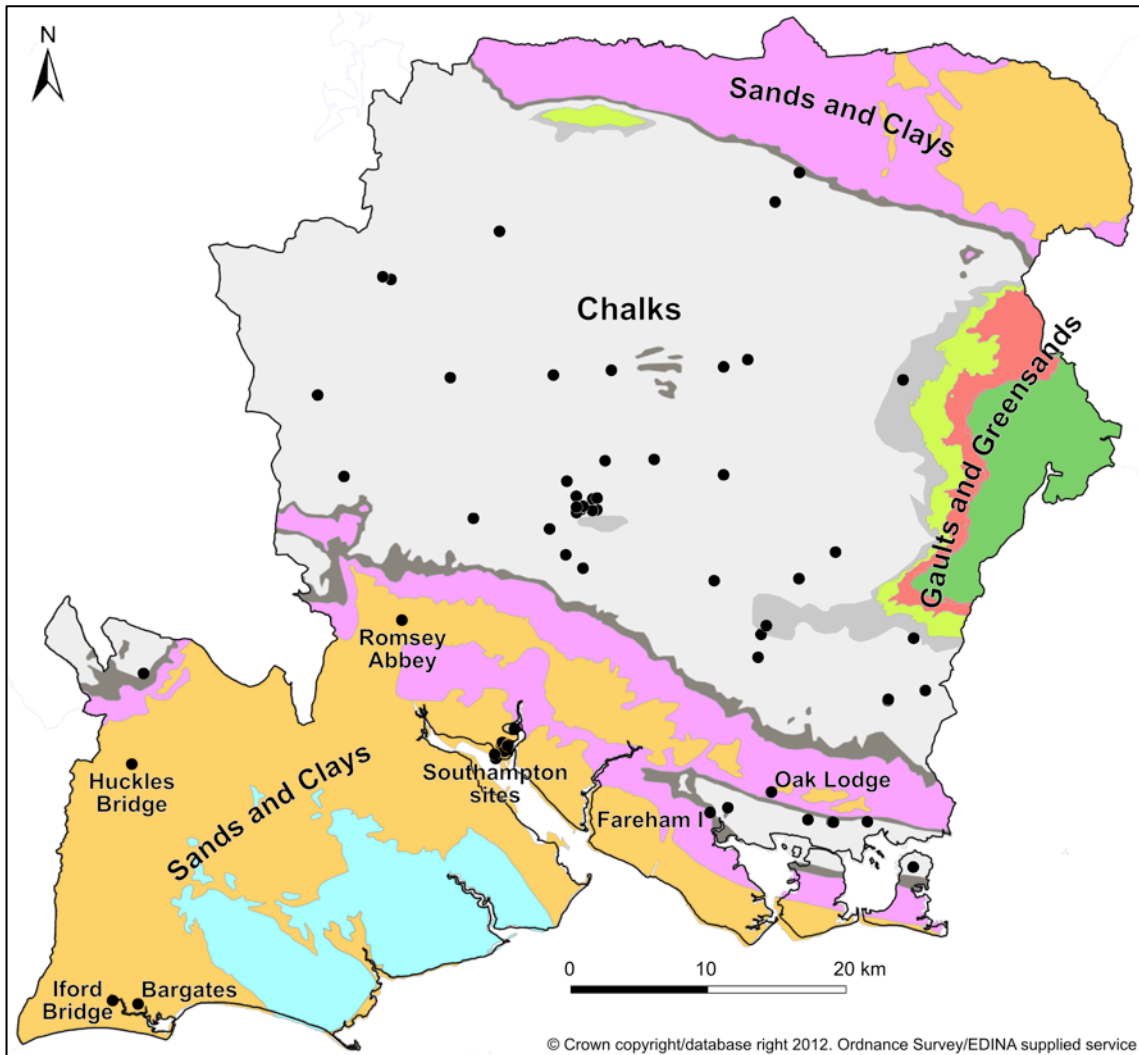 N
Sands and Clays
Chalks
Gaults and Greensands
Romsey
Abbey
Huckles
Bridge
Sands and Clays
Southampton
sites
Oak Lodge
Fareham I
Iford
Bridge
Bargates
0 10 20 km
© Crown copyright/database right 2012. Ordnance Survey/EDINA supplied service